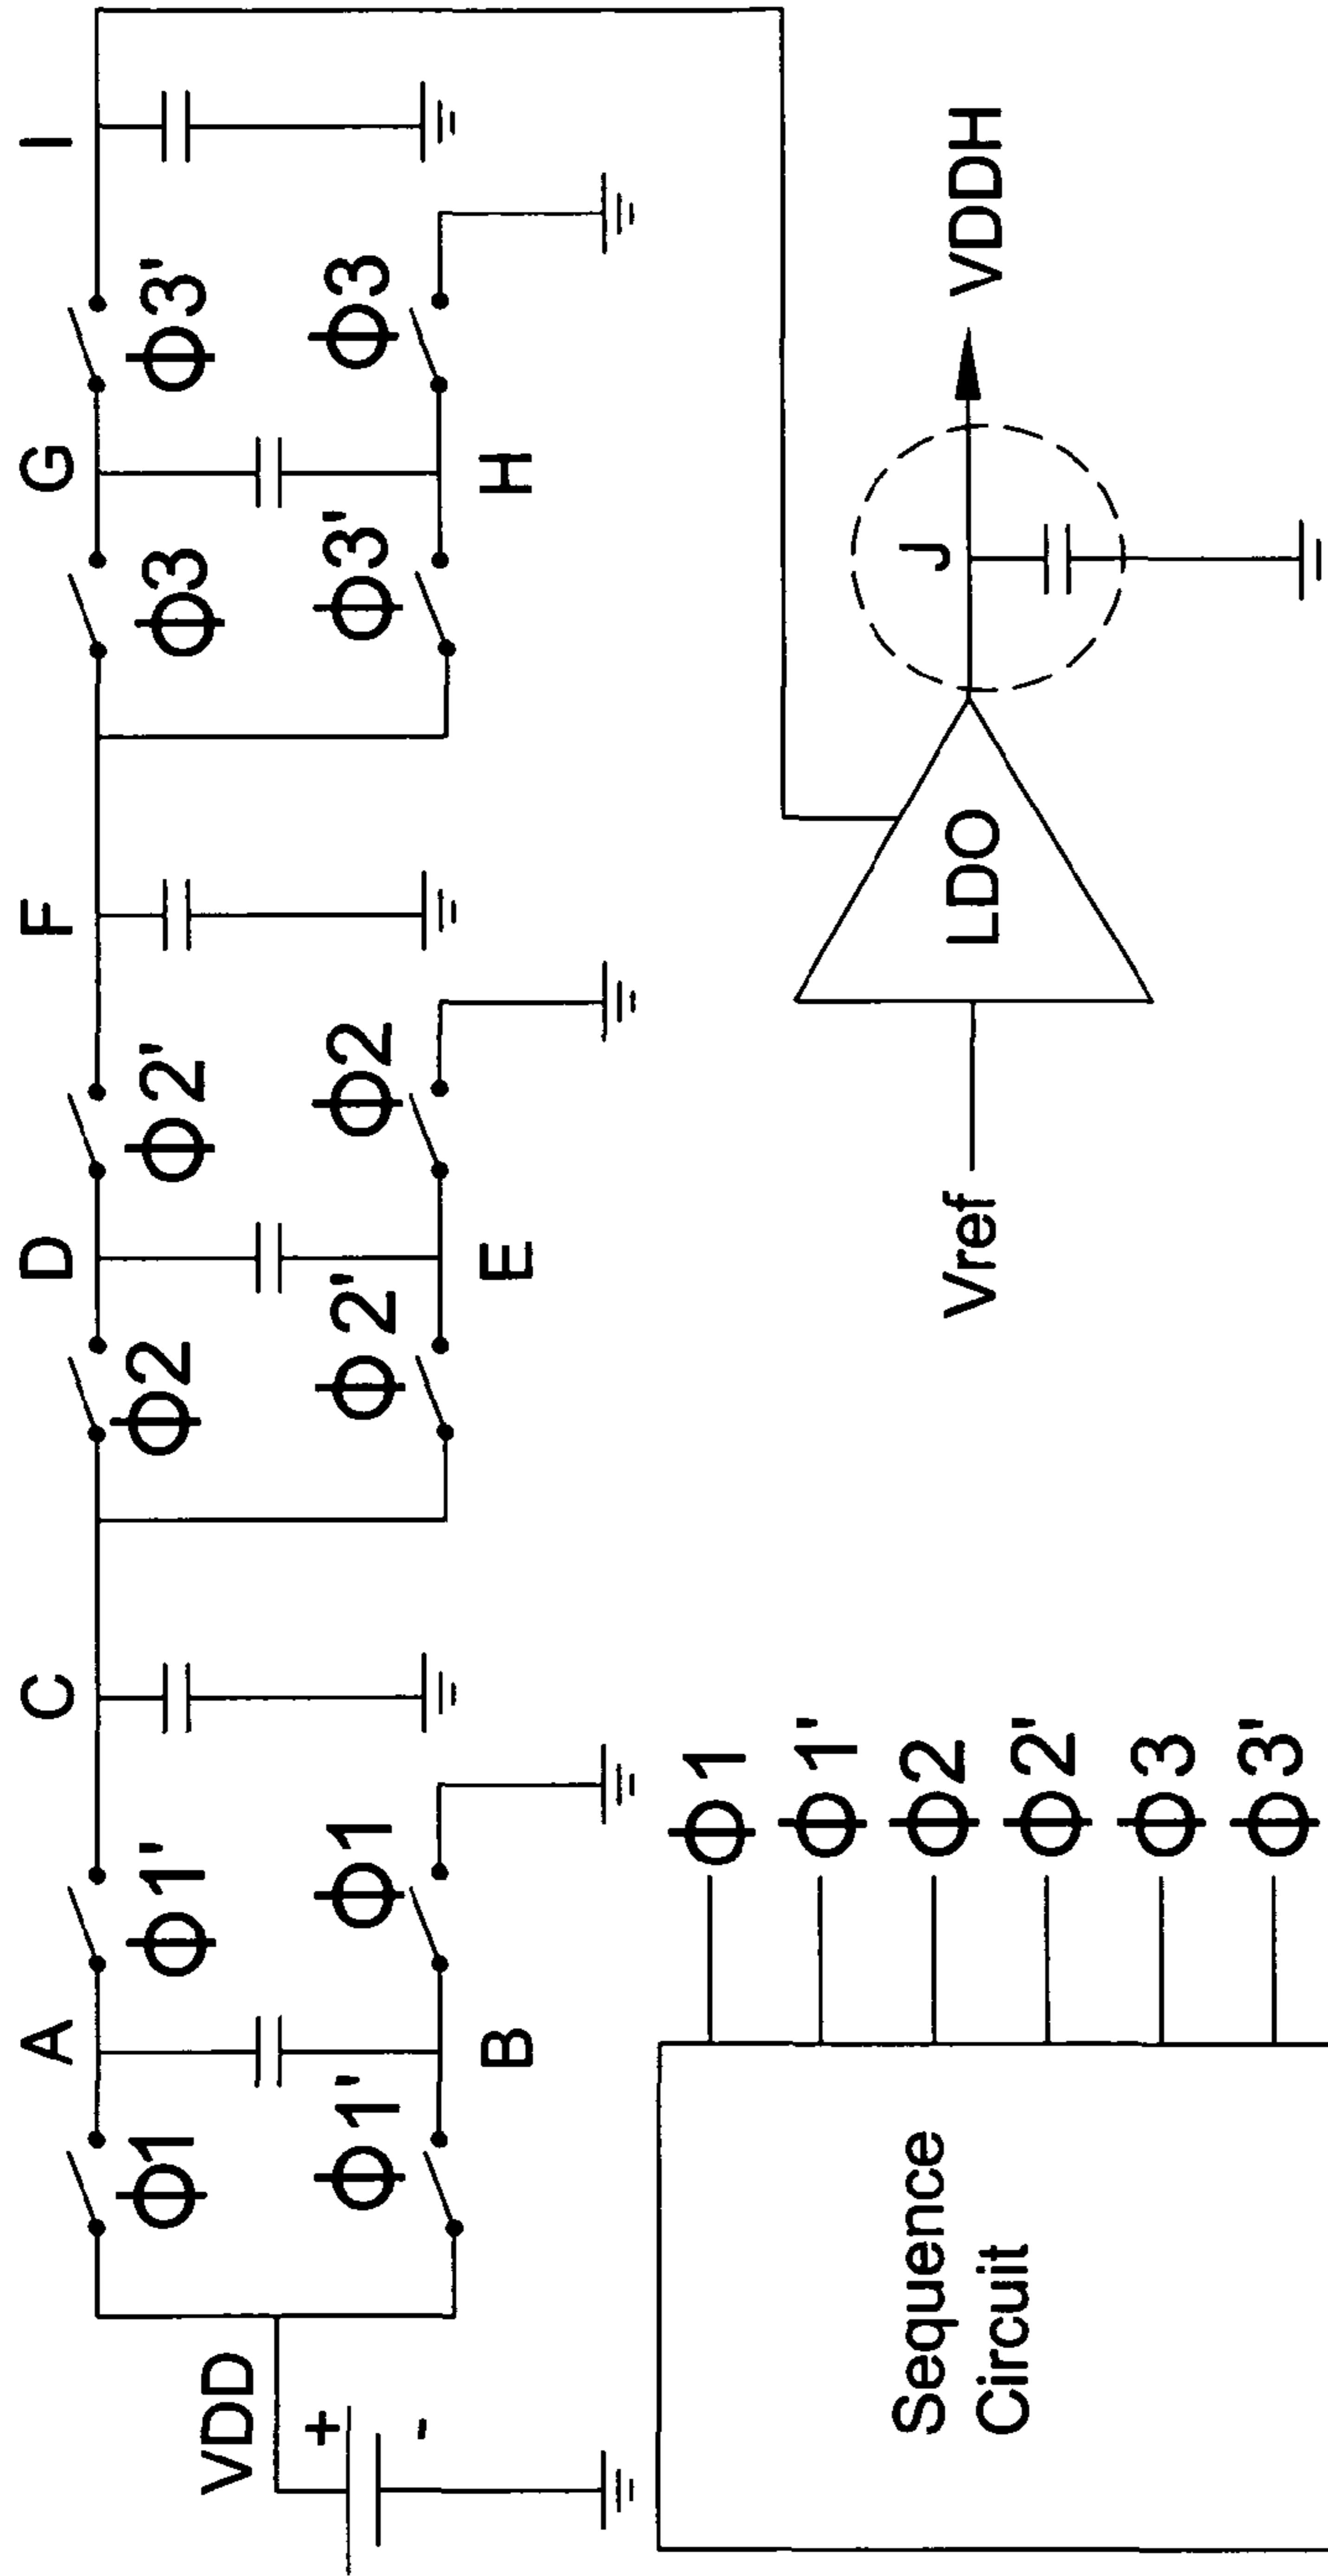 VDD
+
-
Φ1
A
Φ1'
C
Φ2
D
Φ2'
F
Φ3
G
Φ3'
I
Φ1'
B
Φ1
Φ2'
E
Φ2
Φ3'
H
Φ3
Sequence
Circuit
Φ1
Φ1'
Φ2
Φ2'
Φ3
Φ3'
Vref
LDO
J
VDDH